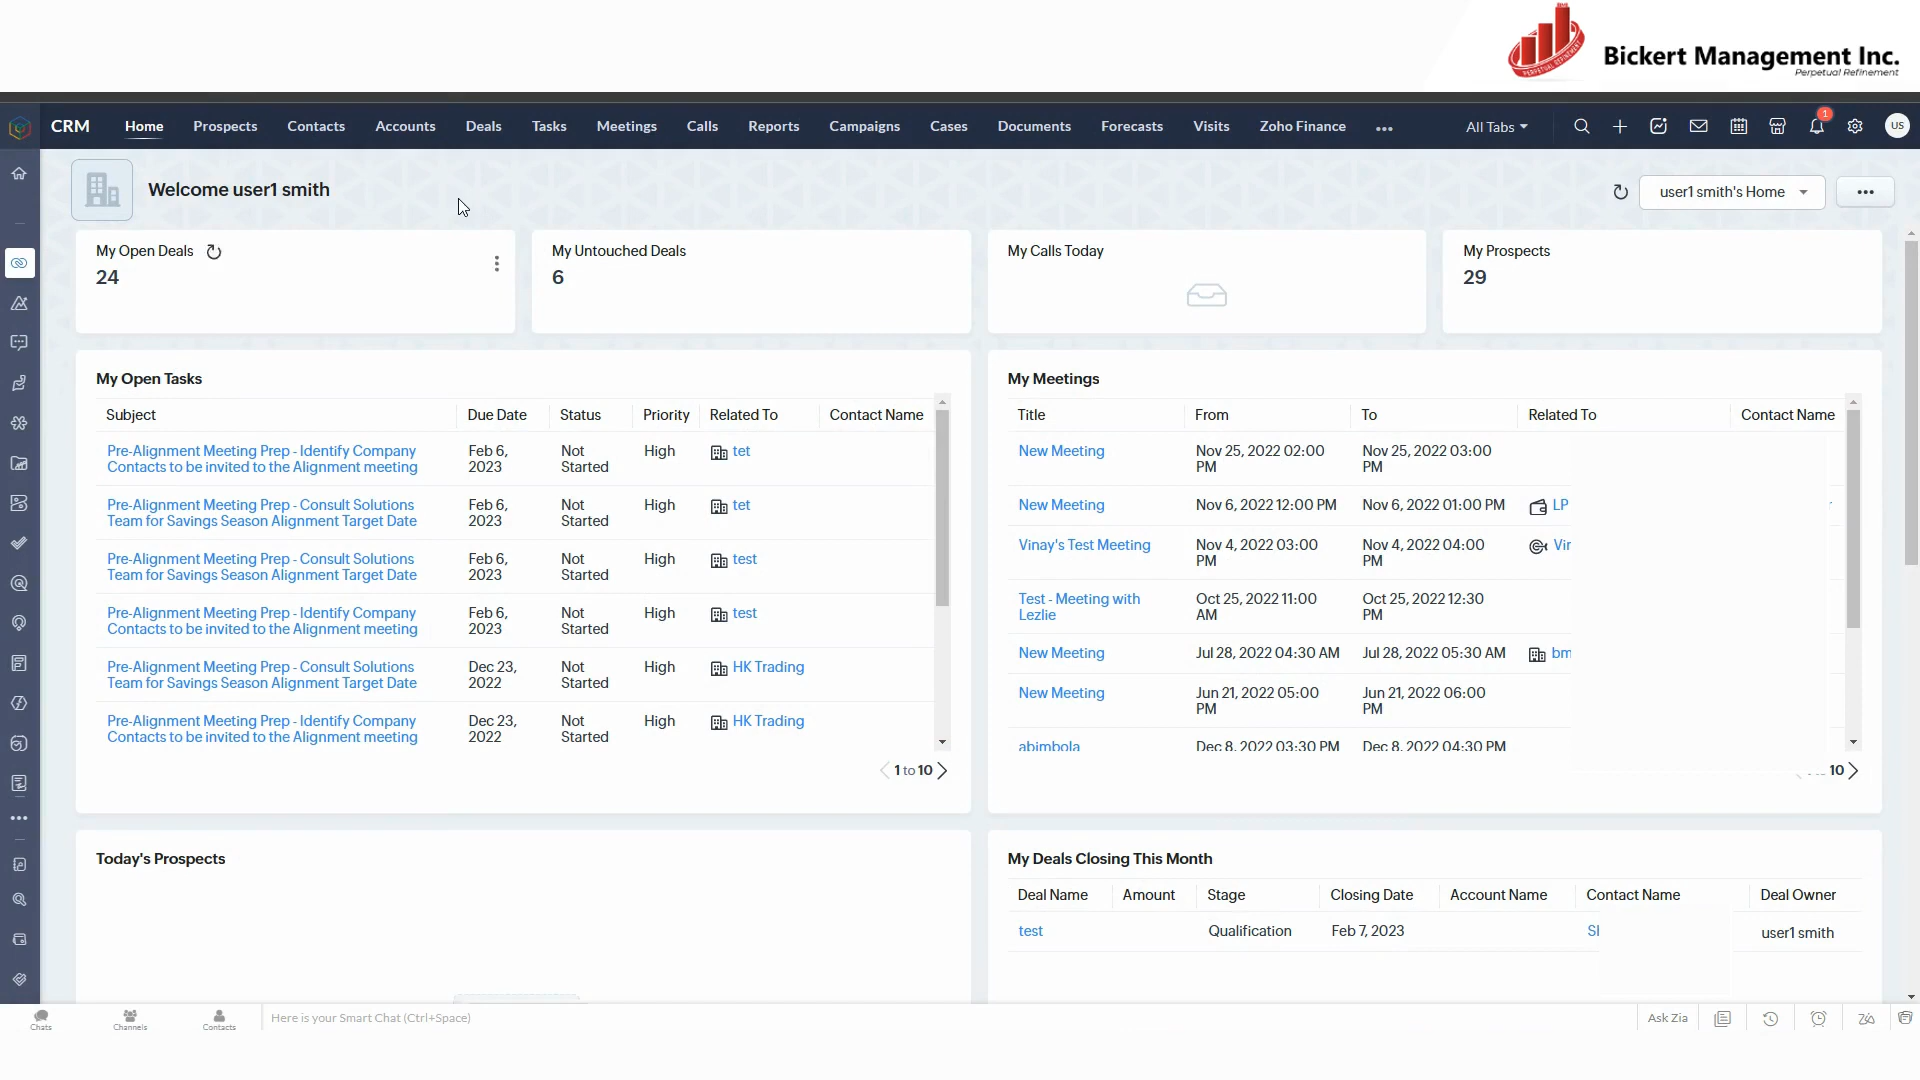 Bickert Management Inc.
Perpetual Refinement
PERPETUAL REFINEMENT
CRM Home Prospects Contacts Accounts Deals Tasks Meetings Calls Reports Campaigns Cases Documents Forecasts Visits Zoho Finance ••• All Tabs 1 US
Welcome user1 smith
user1 smith's Home •••
My Open Deals
24
My Untouched Deals
6
My Calls Today
My Prospects
29
My Open Tasks
Subject Due Date Status Priority Related To Contact Name
Pre-Alignment Meeting Prep - Identify Company Contacts to be invited to the Alignment meeting Feb 6, 2023 Not Started High tet
Pre-Alignment Meeting Prep - Consult Solutions Team for Savings Season Alignment Target Date Feb 6, 2023 Not Started High tet
Pre-Alignment Meeting Prep - Consult Solutions Team for Savings Season Alignment Target Date Feb 6, 2023 Not Started High test
Pre-Alignment Meeting Prep - Identify Company Contacts to be invited to the Alignment meeting Feb 6, 2023 Not Started High test
Pre-Alignment Meeting Prep - Consult Solutions Team for Savings Season Alignment Target Date Dec 23, 2022 Not Started High HK Trading
Pre-Alignment Meeting Prep - Identify Company Contacts to be invited to the Alignment meeting Dec 23, 2022 Not Started High HK Trading
1 to 10
My Meetings
Title From To Related To Contact Name
New Meeting Nov 25, 2022 02:00 PM Nov 25, 2022 03:00 PM
New Meeting Nov 6, 2022 12:00 PM Nov 6, 2022 01:00 PM LP
Vinay's Test Meeting Nov 4, 2022 03:00 PM Nov 4, 2022 04:00 PM Vir
Test - Meeting with Lezlie Oct 25, 2022 11:00 AM Oct 25, 2022 12:30 PM
New Meeting Jul 28, 2022 04:30 AM Jul 28, 2022 05:30 AM bm
New Meeting Jun 21, 2022 05:00 PM Jun 21, 2022 06:00 PM
abimbola Dec 8, 2022 03:30 PM Dec 8, 2022 04:30 PM
10
Today's Prospects
My Deals Closing This Month
Deal Name Amount Stage Closing Date Account Name Contact Name Deal Owner
test Qualification Feb 7, 2023 SI user1 smith
Chats Channels Contacts Here is your Smart Chat (Ctrl+Space) Ask Zia